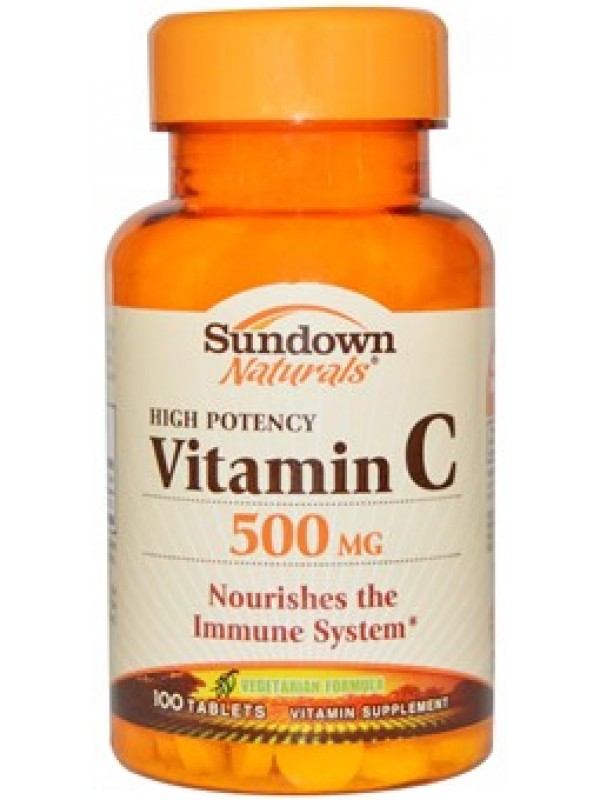 Sundown
Naturals®
HIGH POTENCY
Vitamin C
500 MG
Nourishes the
Immune System*
VEGETARIAN FORMULA
100 TABLETS VITAMIN SUPPLEMENT